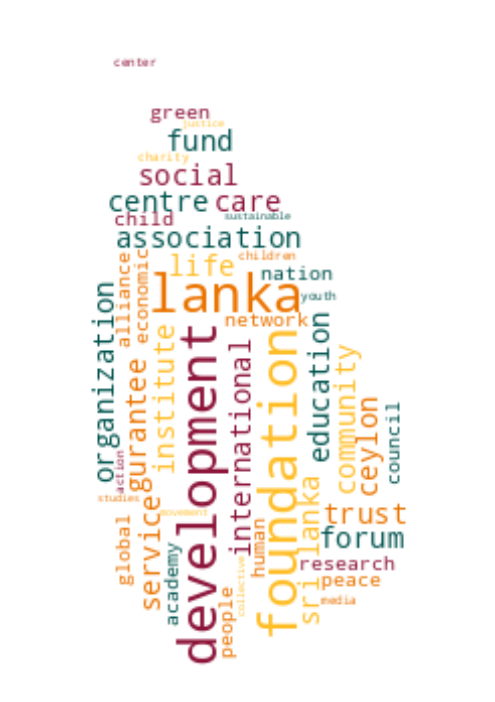 center
green
justice
fund
charity
social
centre care
child sustainable
association
children
life
nation
alliance
economic
lanka
youth
network
organization
institute
development
international
foundation
education
community
gurantee
ceylon
council
action
studies
service
movement
sri lanka
trust
forum
global
human
academy
collective
research
peace
people
media